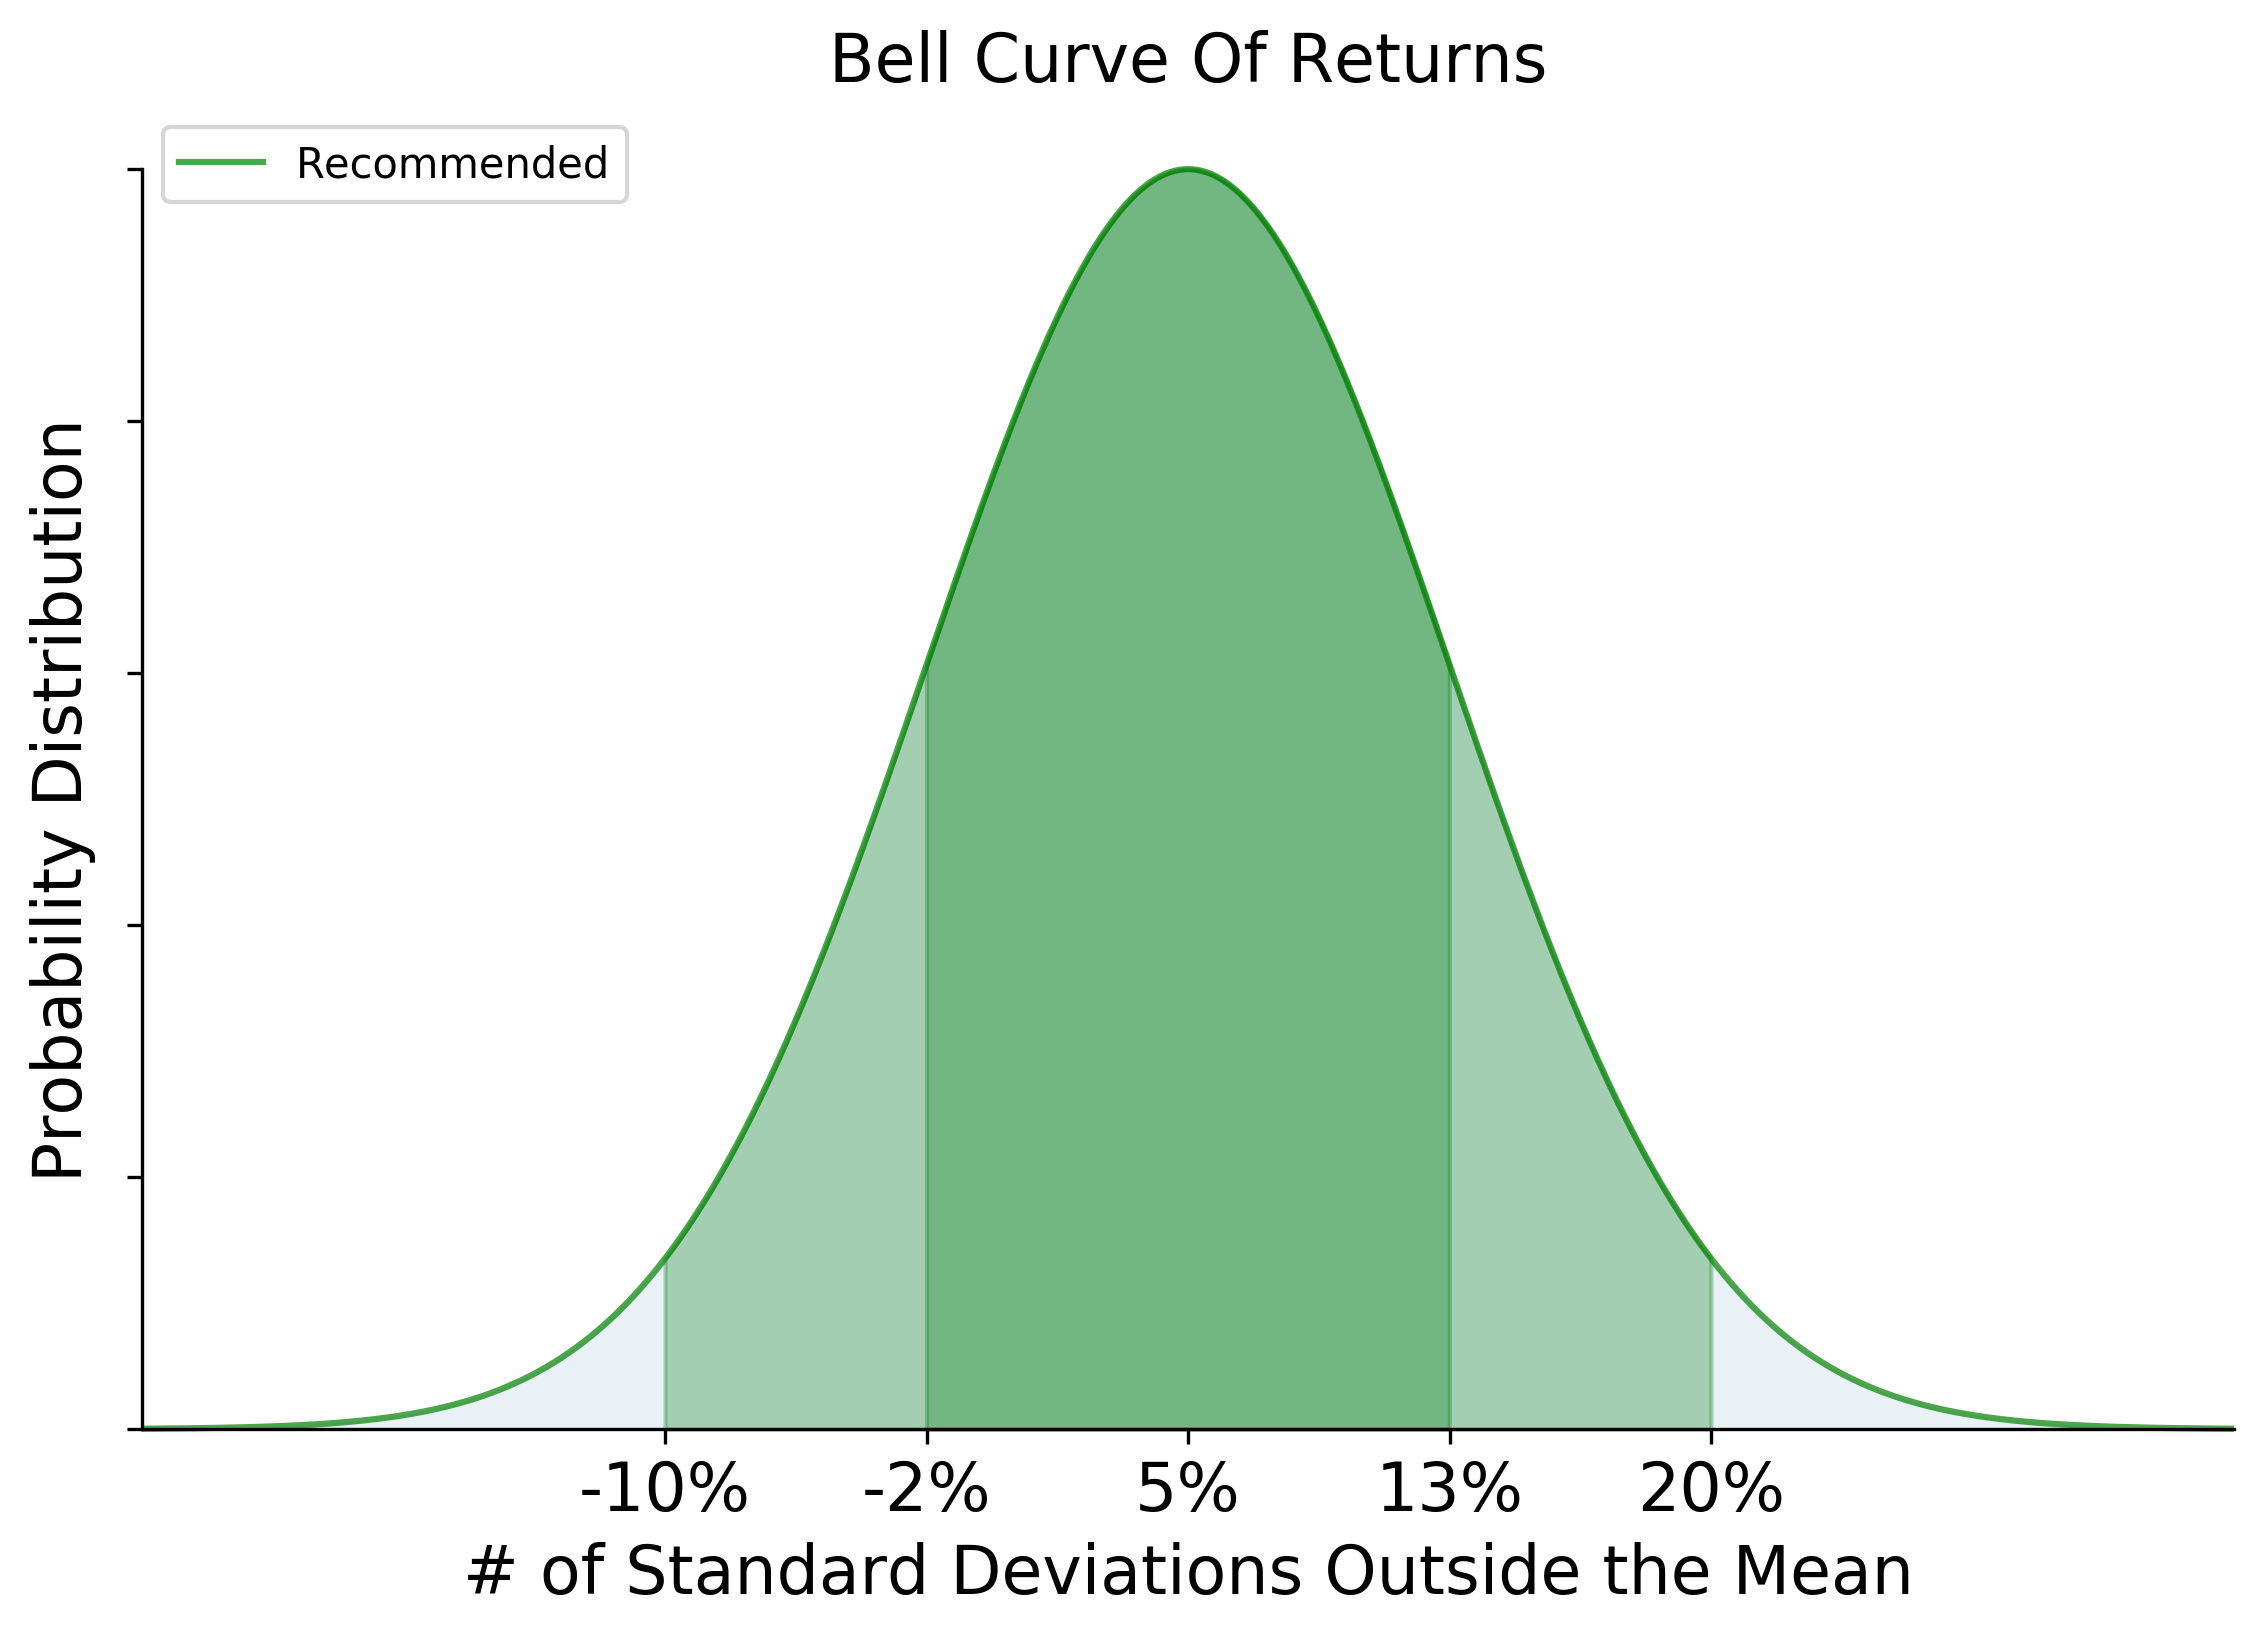 Bell Curve Of Returns
Recommended
Probability Distribution
-10% -2% 5% 13% 20%
# of Standard Deviations Outside the Mean